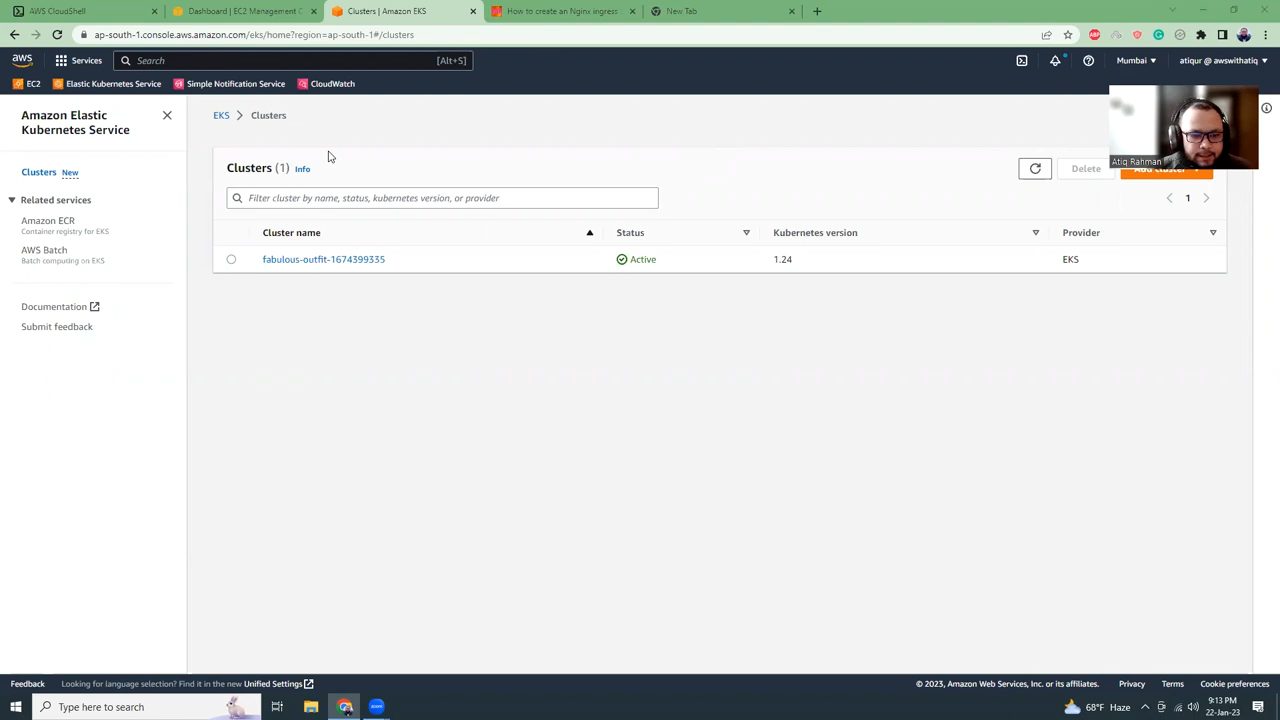 AWS CloudShell
Dashboard | EC2 Management C
Clusters | Amazon EKS
How to create an Nginx ingress
New Tab
ap-south-1.console.aws.amazon.com/eks/home?region=ap-south-1#/clusters
aws
Services
Search
[Alt+S]
Mumbai
atiqur @ awswithatiq
EC2
Elastic Kubernetes Service
Simple Notification Service
CloudWatch
Amazon Elastic
Kubernetes Service
Clusters New
Related services
Amazon ECR
Container registry for EKS
AWS Batch
Batch computing on EKS
Documentation
Submit feedback
EKS
Clusters
Atiq Rahman
Clusters (1) Info
Delete
Add cluster
Filter cluster by name, status, kubernetes version, or provider
1
Cluster name
Status
Kubernetes version
Provider
fabulous-outfit-1674399335
Active
1.24
EKS
Feedback
Looking for language selection? Find it in the new Unified Settings
© 2023, Amazon Web Services, Inc. or its affiliates.
Privacy
Terms
Cookie preferences
Type here to search
zoom
68°F Haze
9:13 PM
22-Jan-23